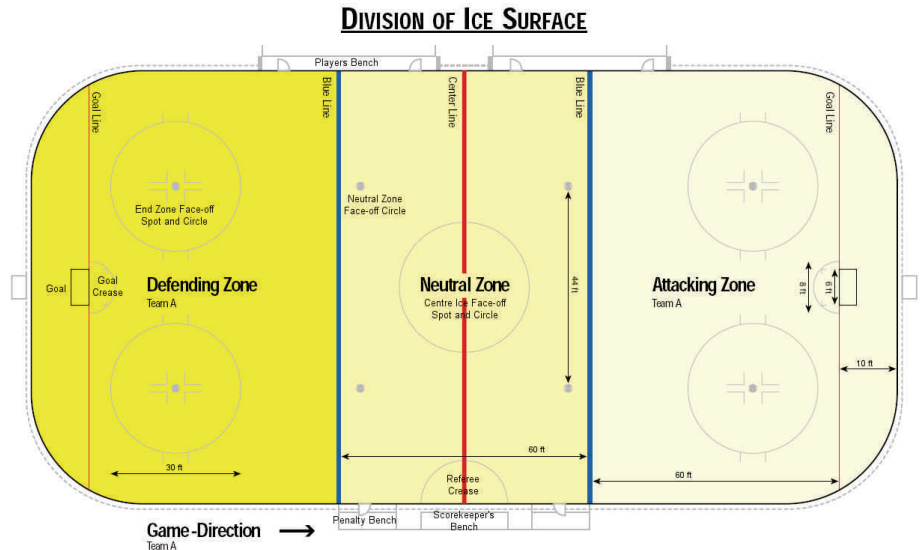 DIVISION OF ICE SURFACE
Players Bench
Goal Line
Blue Line
Center Line
Blue Line
Goal Line
End Zone Face-off
Spot and Circle
Neutral Zone
Face-off Circle
44 ft
Goal
Goal
Crease
Defending Zone
Team A
Neutral Zone
Centre Ice Face-off
Spot and Circle
Attacking Zone
Team A
8 ft
6 ft
10 ft
30 ft
60 ft
60 ft
Referee
Crease
Penalty Bench
Scorekeeper's
Bench
Game-Direction
Team A